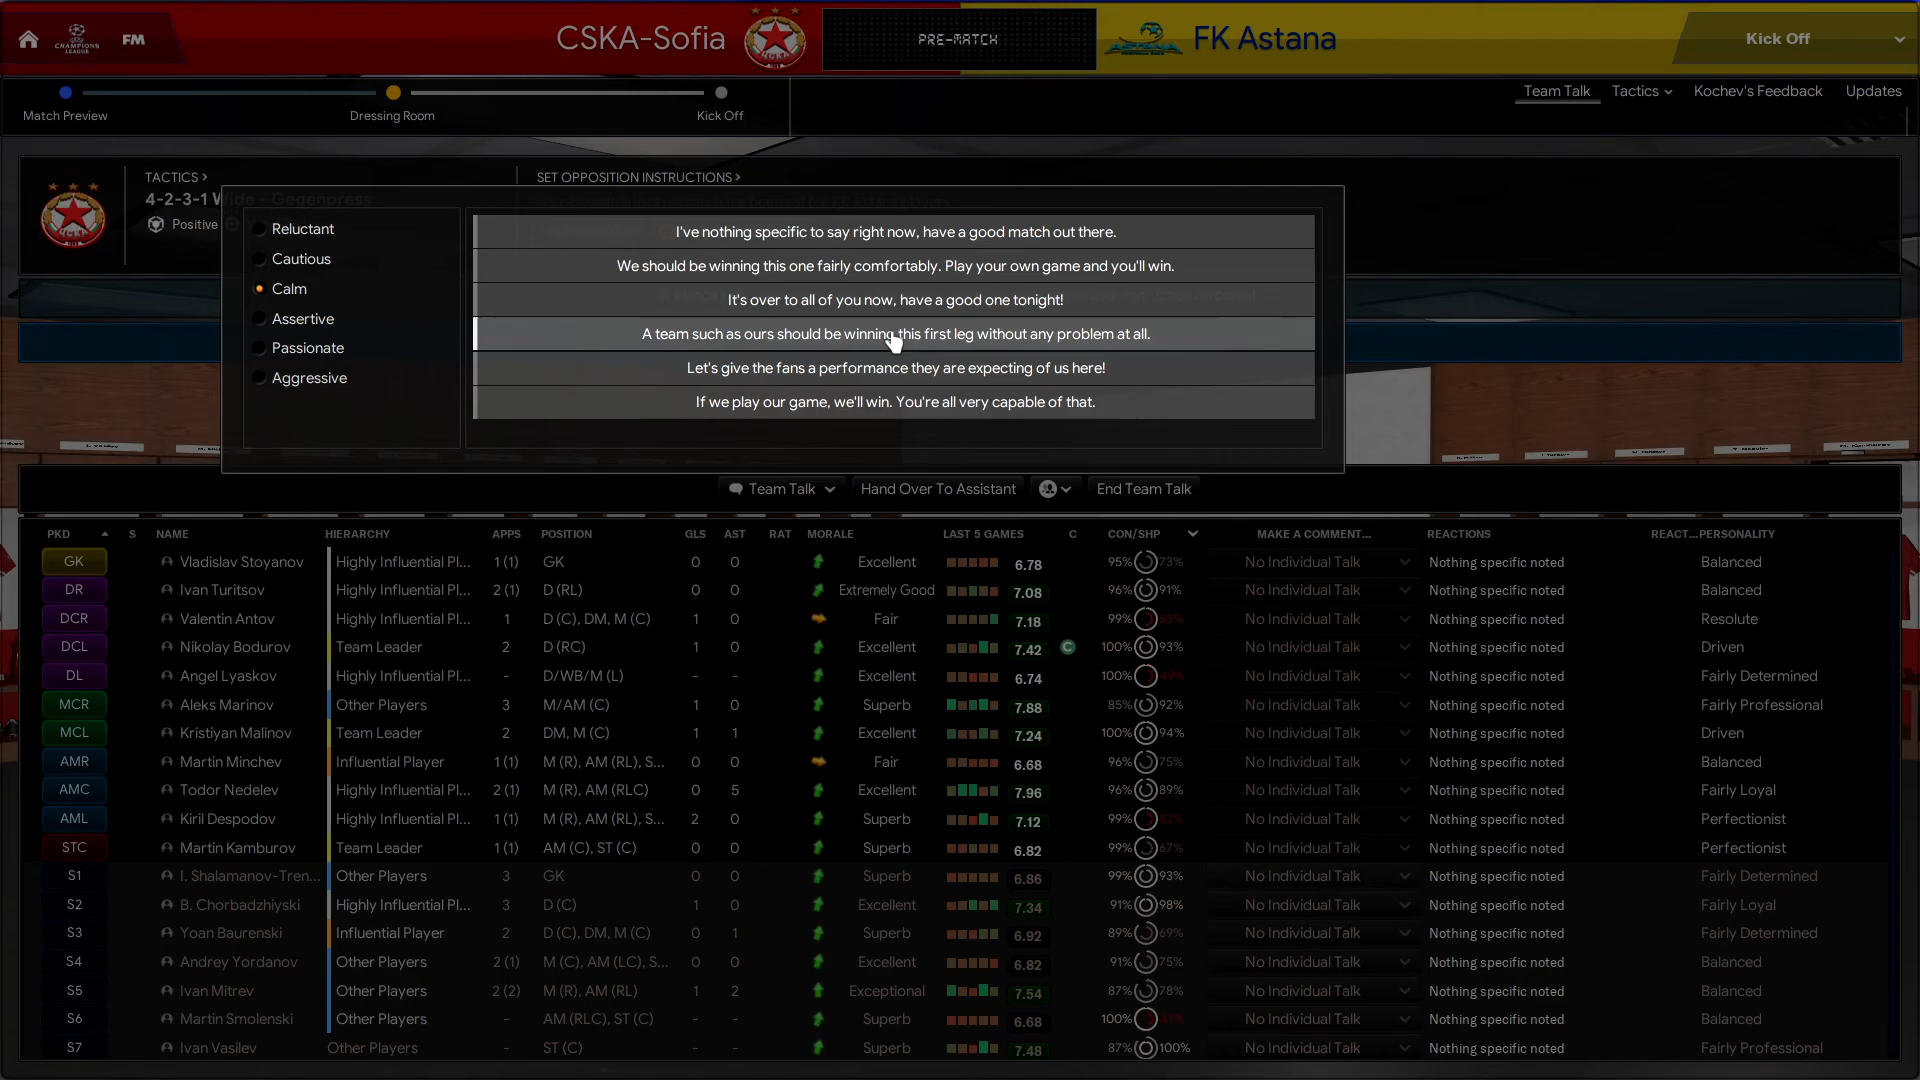 CHAMPIONS
LEAGUE
FM
CSKA-Sofia
PRE-MATCH
FK Astana
Kick Off
Match Preview
Dressing Room
Kick Off
Team Talk
Tactics
Kochev's Feedback
Updates
TACTICS >
SET OPPOSITION INSTRUCTIONS >
4-2-3-1 Wide - Gegenpress
Positive
Reluctant
Cautious
Calm
Assertive
Passionate
Aggressive
I've nothing specific to say right now, have a good match out there.
We should be winning this one fairly comfortably. Play your own game and you'll win.
It's over to all of you now, have a good one tonight!
A team such as ours should be winning this first leg without any problem at all.
Let's give the fans a performance they are expecting of us here!
If we play our game, we'll win. You're all very capable of that.
Team Talk
Hand Over To Assistant
End Team Talk
PKD S NAME HIERARCHY APPS POSITION GLS AST RAT MORALE LAST 5 GAMES C CON/SHP MAKE A COMMENT... REACTIONS REACT... PERSONALITY
GK Vladislav Stoyanov Highly Influential Pl... 1 (1) GK 0 0 Excellent 6.78 95% 73% No Individual Talk Nothing specific noted Balanced
DR Ivan Turitsov Highly Influential Pl... 2 (1) D (RL) 0 0 Extremely Good 7.08 96% 91% No Individual Talk Nothing specific noted Balanced
DCR Valentin Antov Highly Influential Pl... 1 D (C), DM, M (C) 1 0 Fair 7.18 99% No Individual Talk Nothing specific noted Resolute
DCL Nikolay Bodurov Team Leader 2 D (RC) 1 0 Excellent 7.42 C 100% 93% No Individual Talk Nothing specific noted Driven
DL Angel Lyaskov Highly Influential Pl... - D/WB/M (L) - - Excellent 6.74 100% No Individual Talk Nothing specific noted Fairly Determined
MCR Aleks Marinov Other Players 3 M/AM (C) 1 0 Superb 7.88 85% 92% No Individual Talk Nothing specific noted Fairly Professional
MCL Kristiyan Malinov Team Leader 2 DM, M (C) 1 1 Excellent 7.24 100% 94% No Individual Talk Nothing specific noted Driven
AMR Martin Minchev Influential Player 1 (1) M (R), AM (RL), S... 0 0 Fair 6.68 96% 75% No Individual Talk Nothing specific noted Balanced
AMC Todor Nedelev Highly Influential Pl... 2 (1) M (R), AM (RLC) 0 5 Excellent 7.96 96% 89% No Individual Talk Nothing specific noted Fairly Loyal
AML Kiril Despodov Highly Influential Pl... 1 (1) M (R), AM (RL), S... 2 0 Superb 7.12 99% No Individual Talk Nothing specific noted Perfectionist
STC Martin Kamburov Team Leader 1 (1) AM (C), ST (C) 0 0 Superb 6.82 99% 67% No Individual Talk Nothing specific noted Perfectionist
S1 I. Shalamanov-Tren... Other Players 3 GK 0 0 Superb 6.86 99% 93% No Individual Talk Nothing specific noted Fairly Determined
S2 B. Chorbadzhiyski Highly Influential Pl... 3 D (C) 1 0 Excellent 7.34 91% 98% No Individual Talk Nothing specific noted Fairly Loyal
S3 Yoan Baurenski Influential Player 2 D (C), DM, M (C) 0 1 Superb 6.92 89% 69% No Individual Talk Nothing specific noted Fairly Determined
S4 Andrey Yordanov Other Players 2 (1) M (C), AM (LC), S... 0 0 Excellent 6.82 91% 75% No Individual Talk Nothing specific noted Balanced
S5 Ivan Mitrev Other Players 2 (2) M (R), AM (RL) 1 2 Exceptional 7.54 87% 78% No Individual Talk Nothing specific noted Balanced
S6 Martin Smolenski Other Players - AM (RLC), ST (C) - - Superb 6.68 100% No Individual Talk Nothing specific noted Balanced
S7 Ivan Vasilev Other Players - ST (C) - - Superb 7.48 87% 100% No Individual Talk Nothing specific noted Fairly Professional